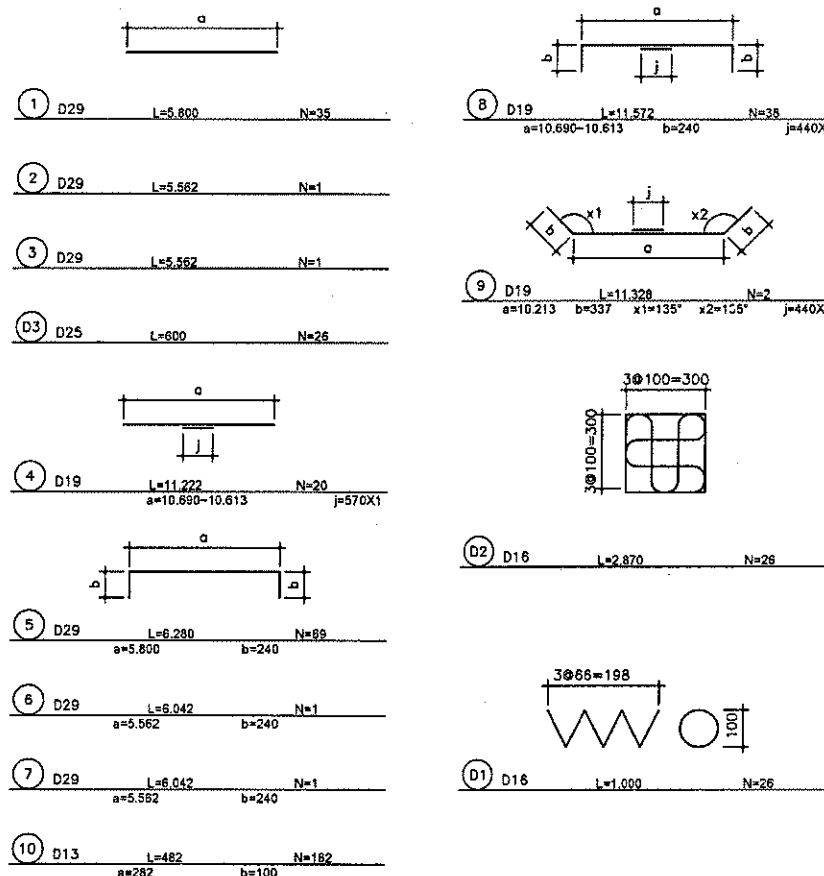 a
1 D29 L=5.800 N=35
2 D29 L=5.562 N=1
3 D29 L=5.562 N=1
D3 D25 L=600 N=26
a
j
4 D19 L=11.222 N=20
a=10.690~10.613 j=570X1
a
b b
5 D29 L=6.280 N=69
a=5.800 b=240
6 D29 L=6.042 N=1
a=5.562 b=240
7 D29 L=6.042 N=1
a=5.562 b=240
10 D13 L=482 N=162
a=282 b=100
a
b b
j
8 D19 L=11.572 N=38
a=10.690~10.613 b=240 j=440X
j
x1 x2
b b
a
9 D19 L=11.328 N=2
a=10.213 b=337 x1=135° x2=135° j=440X
3@100=300
3@100=300
D2 D16 L=2.870 N=26
3@66=198
100
D1 D16 L=1.000 N=26